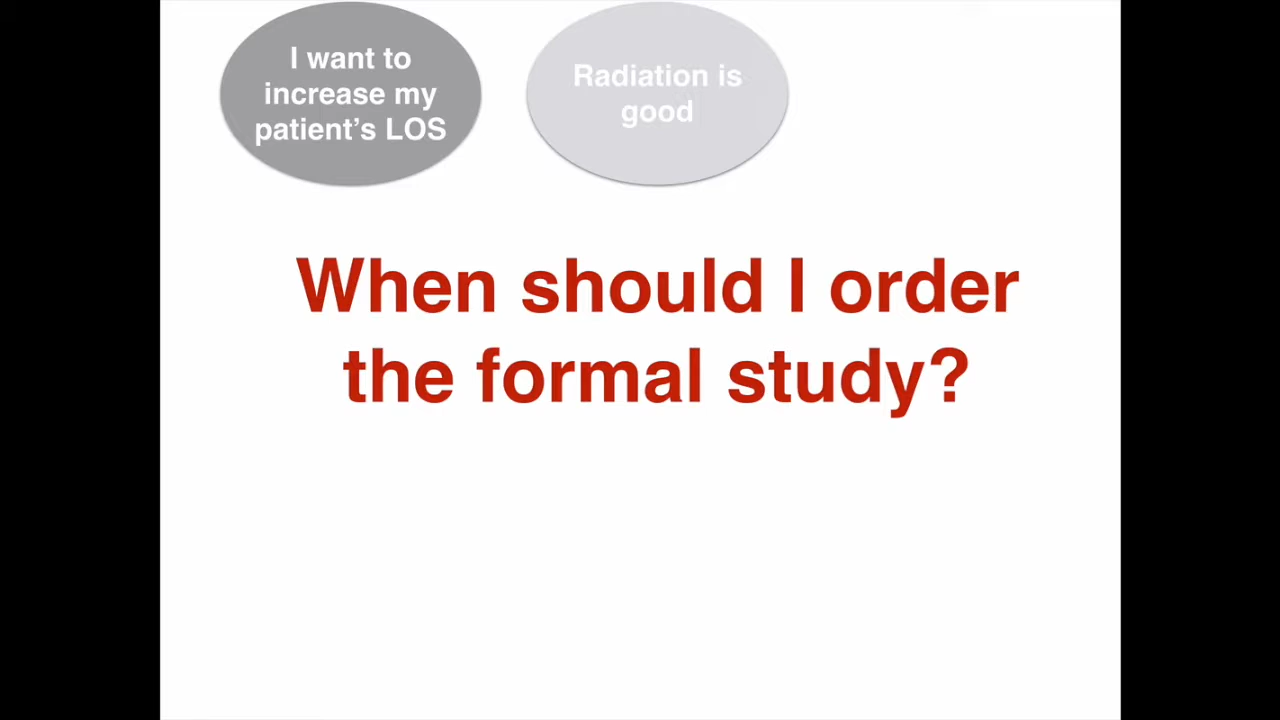 I want to
increase my
patient’s LOS
Radiation is
good
When should I order
the formal study?